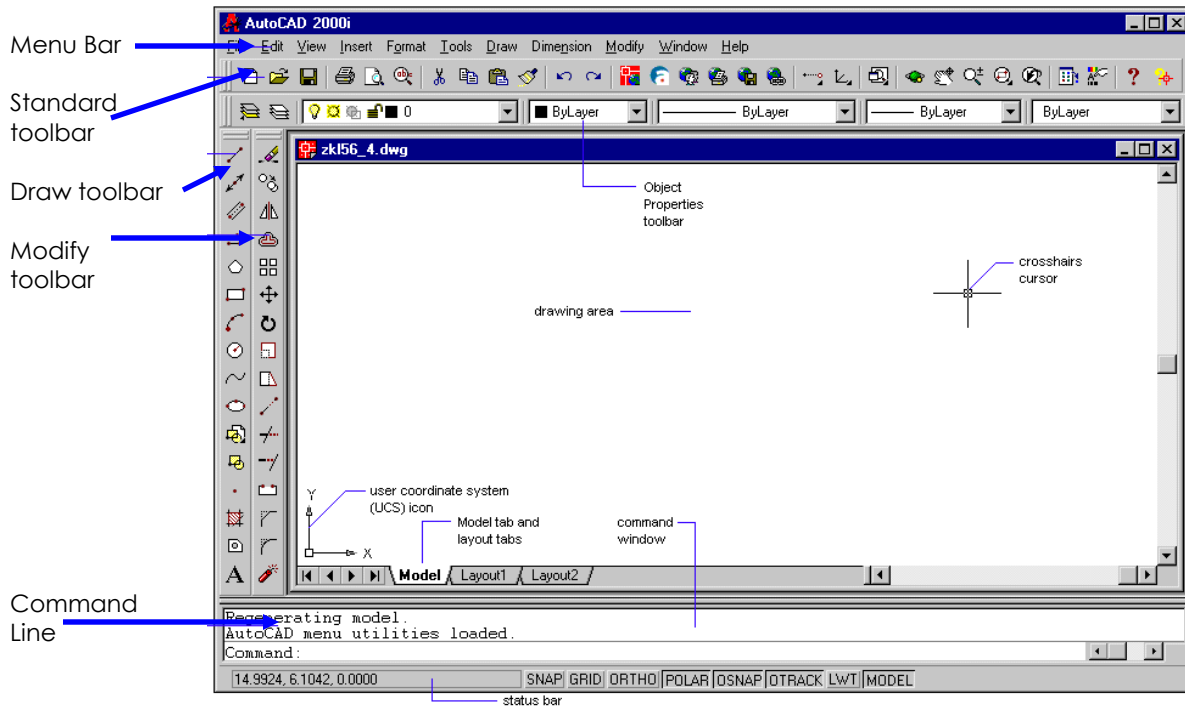 AutoCAD 2000i
Menu Bar
Edit View Insert Format Tools Draw Dimension Modify Window Help
Standard
toolbar
0
ByLayer
ByLayer
ByLayer
ByLayer
zkl56_4.dwg
Draw toolbar
Object
Properties
toolbar
Modify
toolbar
crosshairs
cursor
drawing area
Y
user coordinate system
(UCS) icon
Model tab and
layout tabs
command
window
X
A
Model Layout1 Layout2
Command
Line
Regenerating model.
AutoCAD menu utilities loaded.
Command:
14.9924, 6.1042, 0.0000
SNAP GRID ORTHO POLAR OSNAP OTRACK LWT MODEL
status bar